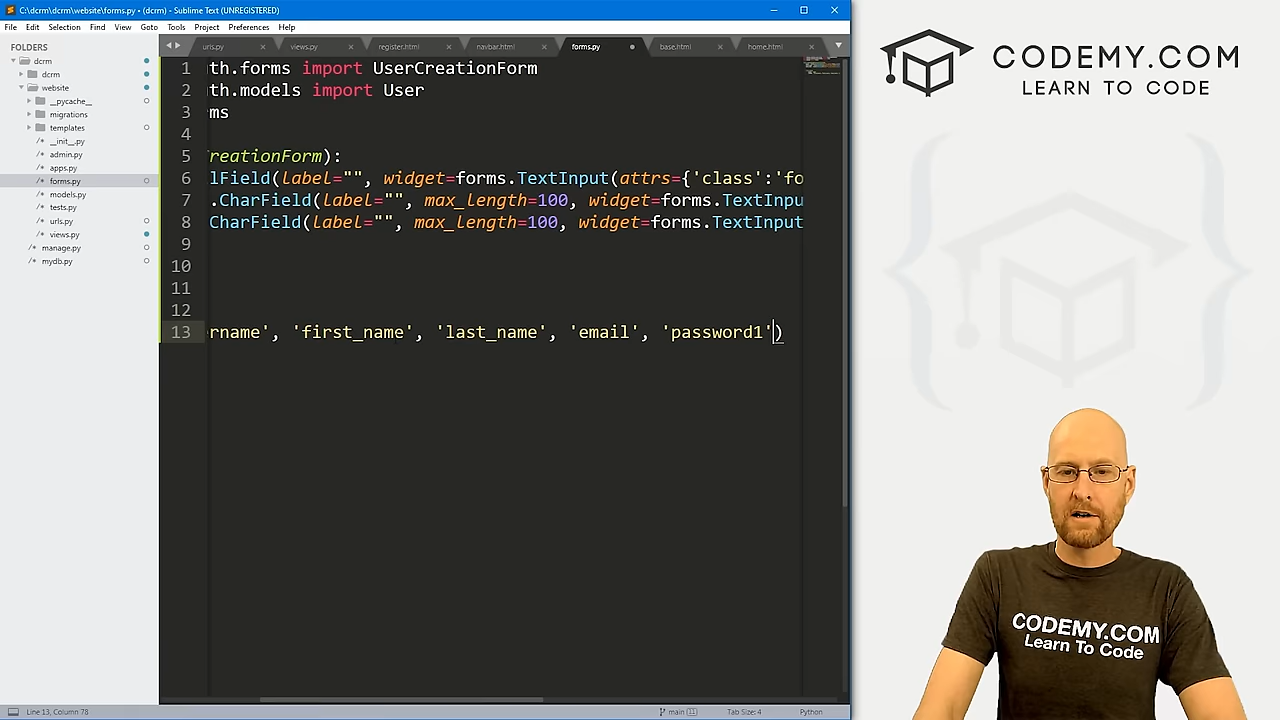 C:\dcrm\dcrm\website\forms.py • (dcrm) - Sublime Text (UNREGISTERED)
File Edit Selection Find View Goto Tools Project Preferences Help
FOLDERS
dcrm
dcrm
website
__pycache__
migrations
templates
__init__.py
admin.py
apps.py
forms.py
models.py
tests.py
urls.py
views.py
manage.py
mydb.py
urls.py views.py register.html navbar.html forms.py base.html home.html
1 th.forms import UserCreationForm
2 th.models import User
3 ms
4
5 reationForm):
6 lField(label="", widget=forms.TextInput(attrs={'class':'fo
7 .CharField(label="", max_length=100, widget=forms.TextInpu
8 CharField(label="", max_length=100, widget=forms.TextInput
9
10
11
12
13 rname', 'first_name', 'last_name', 'email', 'password1')
Line 13, Column 78
main [11] Tab Size: 4 Python
CODEMY.COM
LEARN TO CODE
CODEMY.COM
Learn To Code